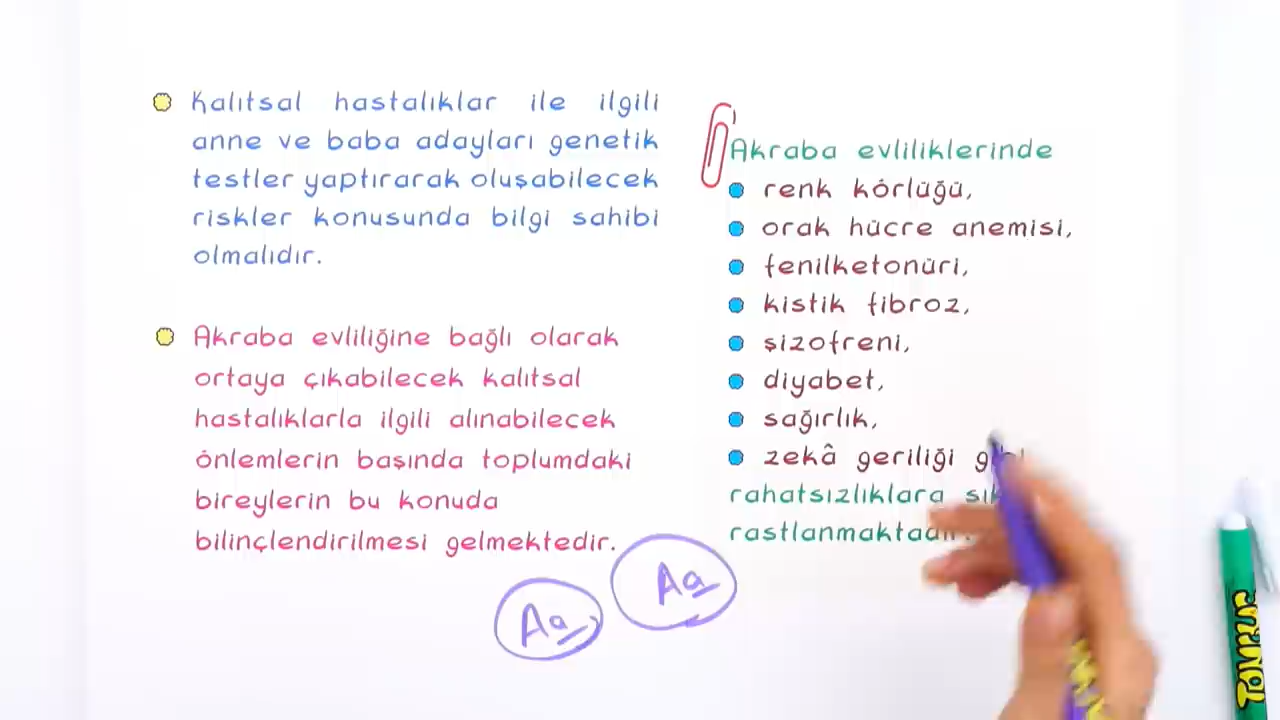 Kalıtsal hastalıklar ile ilgili
anne ve baba adayları genetik
testler yaptırarak oluşabilecek
riskler konusunda bilgi sahibi
olmalıdır.
Akraba evliliğine bağlı olarak
ortaya çıkabilecek kalıtsal
hastalıklarla ilgili alınabilecek
önlemlerin başında toplumdaki
bireylerin bu konuda
bilinçlendirilmesi gelmektedir.
Akraba evliliklerinde
renk körlüğü,
orak hücre anemisi,
fenilketonüri,
kistik fibroz,
şizofreni,
diyabet,
sağırlık,
zekâ geriliği
rahatsızlıklara
rastlanmaktadır.
Aa
Aa
TONGUÇ